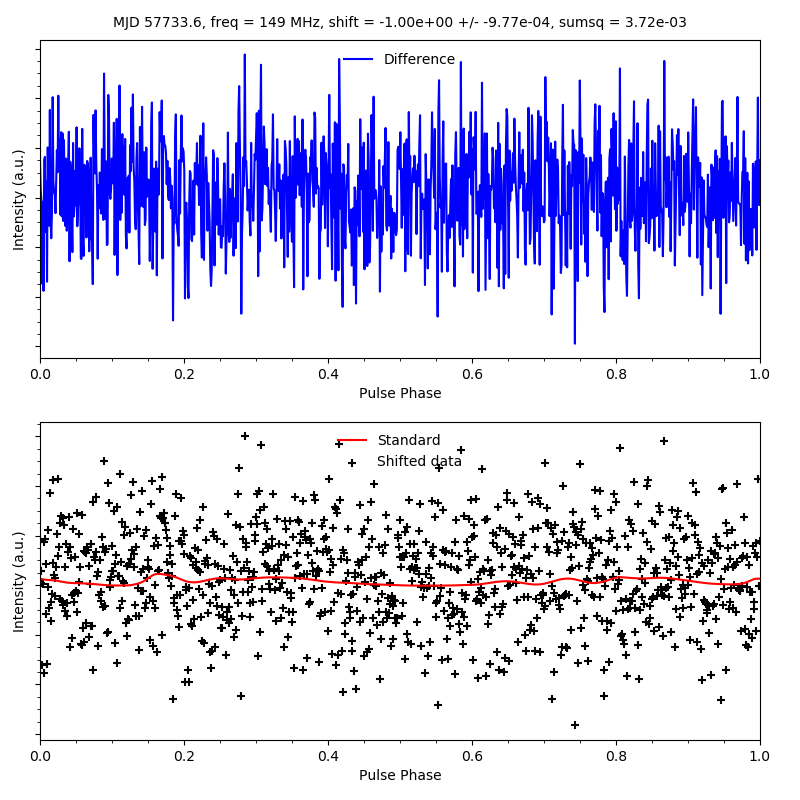 MJD 57733.6, freq = 149 MHz, shift = -1.00e+00 +/- -9.77e-04, sumsq = 3.72e-03
Intensity (a.u.)
Difference
0.0 0.2 0.4 0.6 0.8 1.0
Pulse Phase
Intensity (a.u.)
Standard
Shifted data
0.0 0.2 0.4 0.6 0.8 1.0
Pulse Phase